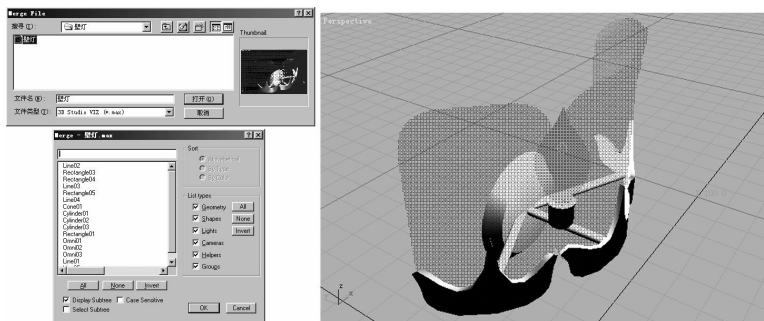 Merge File
搜寻(I):
壁灯
Thumbnail
壁灯
文件名(N):
壁灯
打开(O)
文件类型(T):
3D Studio VIZ (*.max)
取消
Merge - 壁灯.max
Sort
Alphabetical
By Type
By Color
Line02
Rectangle03
Rectangle04
Line03
Rectangle05
Line04
Cone01
Cylinder01
Cylinder02
Cylinder03
Rectangle01
Omni01
Omni02
Omni03
Line01
List types
Geometry
All
Shapes
None
Lights
Invert
Cameras
Helpers
Groups
All
None
Invert
Display Subtree
Case Sensitive
Select Subtree
OK
Cancel
Perspective
z
x